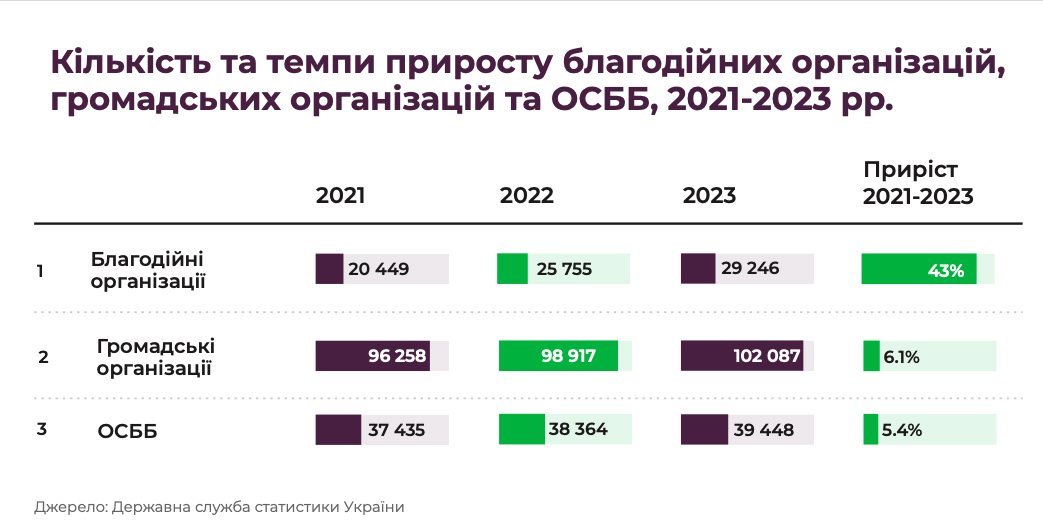 Кількість та темпи приросту благодійних організацій,
громадських організацій та ОСББ, 2021-2023 рр.
2021 2022 2023 Приріст
2021-2023
1 Благодійні
організації 20 449 25 755 29 246 43%
2 Громадські
організації 96 258 98 917 102 087 6.1%
3 ОСББ 37 435 38 364 39 448 5.4%
Джерело: Державна служба статистики України